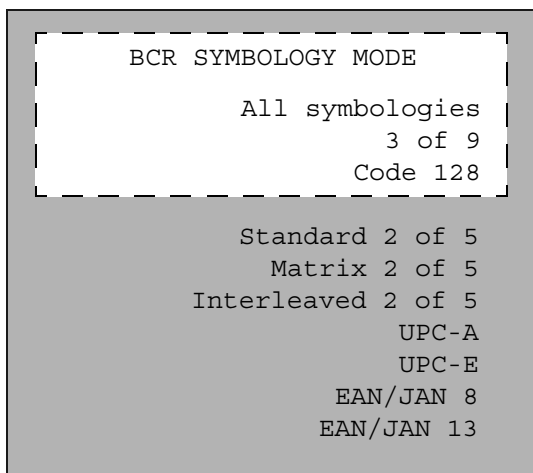 BCR SYMBOLOGY MODE
All symbologies
3 of 9
Code 128
Standard 2 of 5
Matrix 2 of 5
Interleaved 2 of 5
UPC-A
UPC-E
EAN/JAN 8
EAN/JAN 13